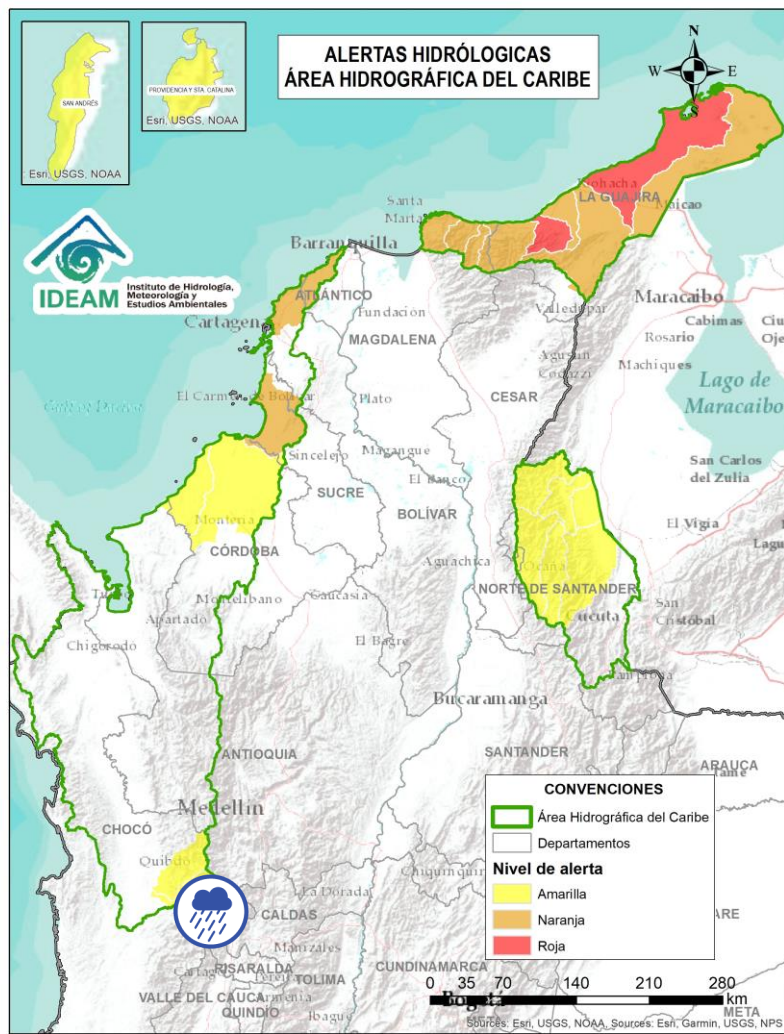 SAN ANDRÉS
Esri, USGS, NOAA
PROVIDENCIA Y STA. CATALINA
Esri, USGS, NOAA
ALERTAS HIDRÓLOGICAS
ÁREA HIDROGRÁFICA DEL CARIBE
N
W
E
S
IDEAM
Instituto de Hidrología,
Meteorología y
Estudios Ambientales
Santa
Marta
LA GUAJIRA
Maicao
Barranquilla
ATLÁNTICO
Fundación
Valledupar
Maracaibo
Cabimas
Rosario
Machiques
MAGDALENA
Agustín
Codazzi
CESAR
Lago de
Maracaibo
El Carmen de Bolívar
Plato
Sincelejo
Magangue
El Banco
San Carlos
del Zulia
SUCRE
BOLÍVAR
El Vigía
Montería
CÓRDOBA
Aguachica
Ocaña
NORTE DE SANTANDER
Montelíbano
Caucasia
San
Cristóbal
Apartado
Chigorodó
El Bagre
Bucaramanga
ANTIOQUIA
SANTANDER
ARAUCA
Medellín
CHOCÓ
Quibdó
La Dorada
CALDAS
Manizales
RISARALDA
TOLIMA
CUNDINAMARCA
VALLE DEL CAUCA
Armenia
QUINDÍO
Ibagué
Bogotá
META
CONVENCIONES
Área Hidrográfica del Caribe
Departamentos
Nivel de alerta
Amarilla
Naranja
Roja
0 35 70 140 210 280
km
Sources: Esri, USGS, NOAA, Sources: Esri, Garmin, USGS, NPS